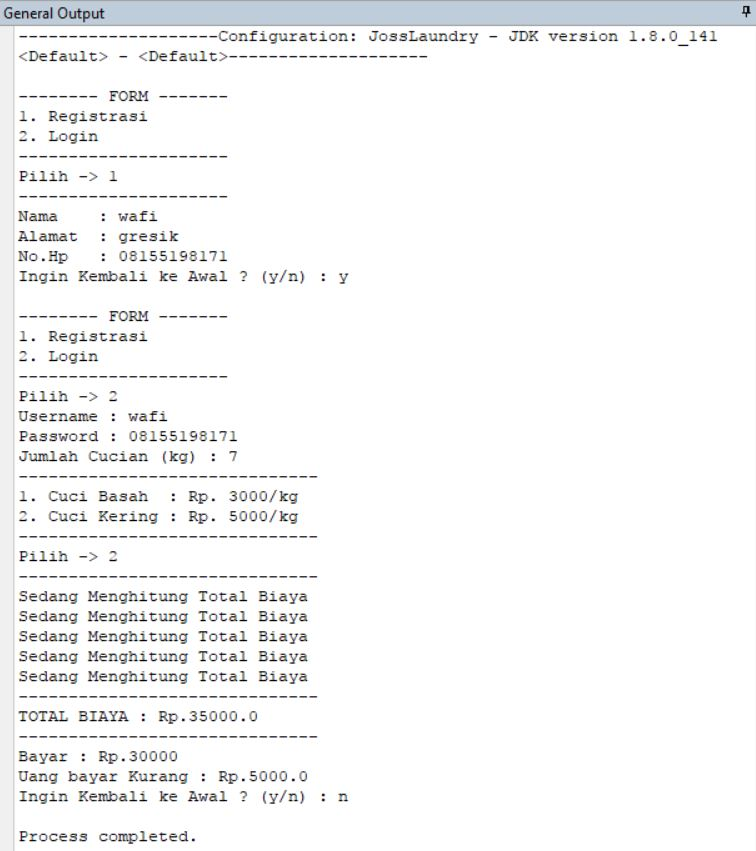 General Output
--------------------Configuration: JossLaundry - JDK version 1.8.0_141
<Default> - <Default>--------------------
-------- FORM -------
1. Registrasi
2. Login
---------------------
Pilih -> 1
---------------------
Nama    : wafi
Alamat  : gresik
No.Hp   : 08155198171
Ingin Kembali ke Awal ? (y/n) : y
-------- FORM -------
1. Registrasi
2. Login
---------------------
Pilih -> 2
Username : wafi
Password : 08155198171
Jumlah Cucian (kg) : 7
------------------------------
1. Cuci Basah  : Rp. 3000/kg
2. Cuci Kering : Rp. 5000/kg
------------------------------
Pilih -> 2
------------------------------
Sedang Menghitung Total Biaya
Sedang Menghitung Total Biaya
Sedang Menghitung Total Biaya
Sedang Menghitung Total Biaya
Sedang Menghitung Total Biaya
------------------------------
TOTAL BIAYA : Rp.35000.0
------------------------------
Bayar : Rp.30000
Uang bayar Kurang : Rp.5000.0
Ingin Kembali ke Awal ? (y/n) : n
Process completed.